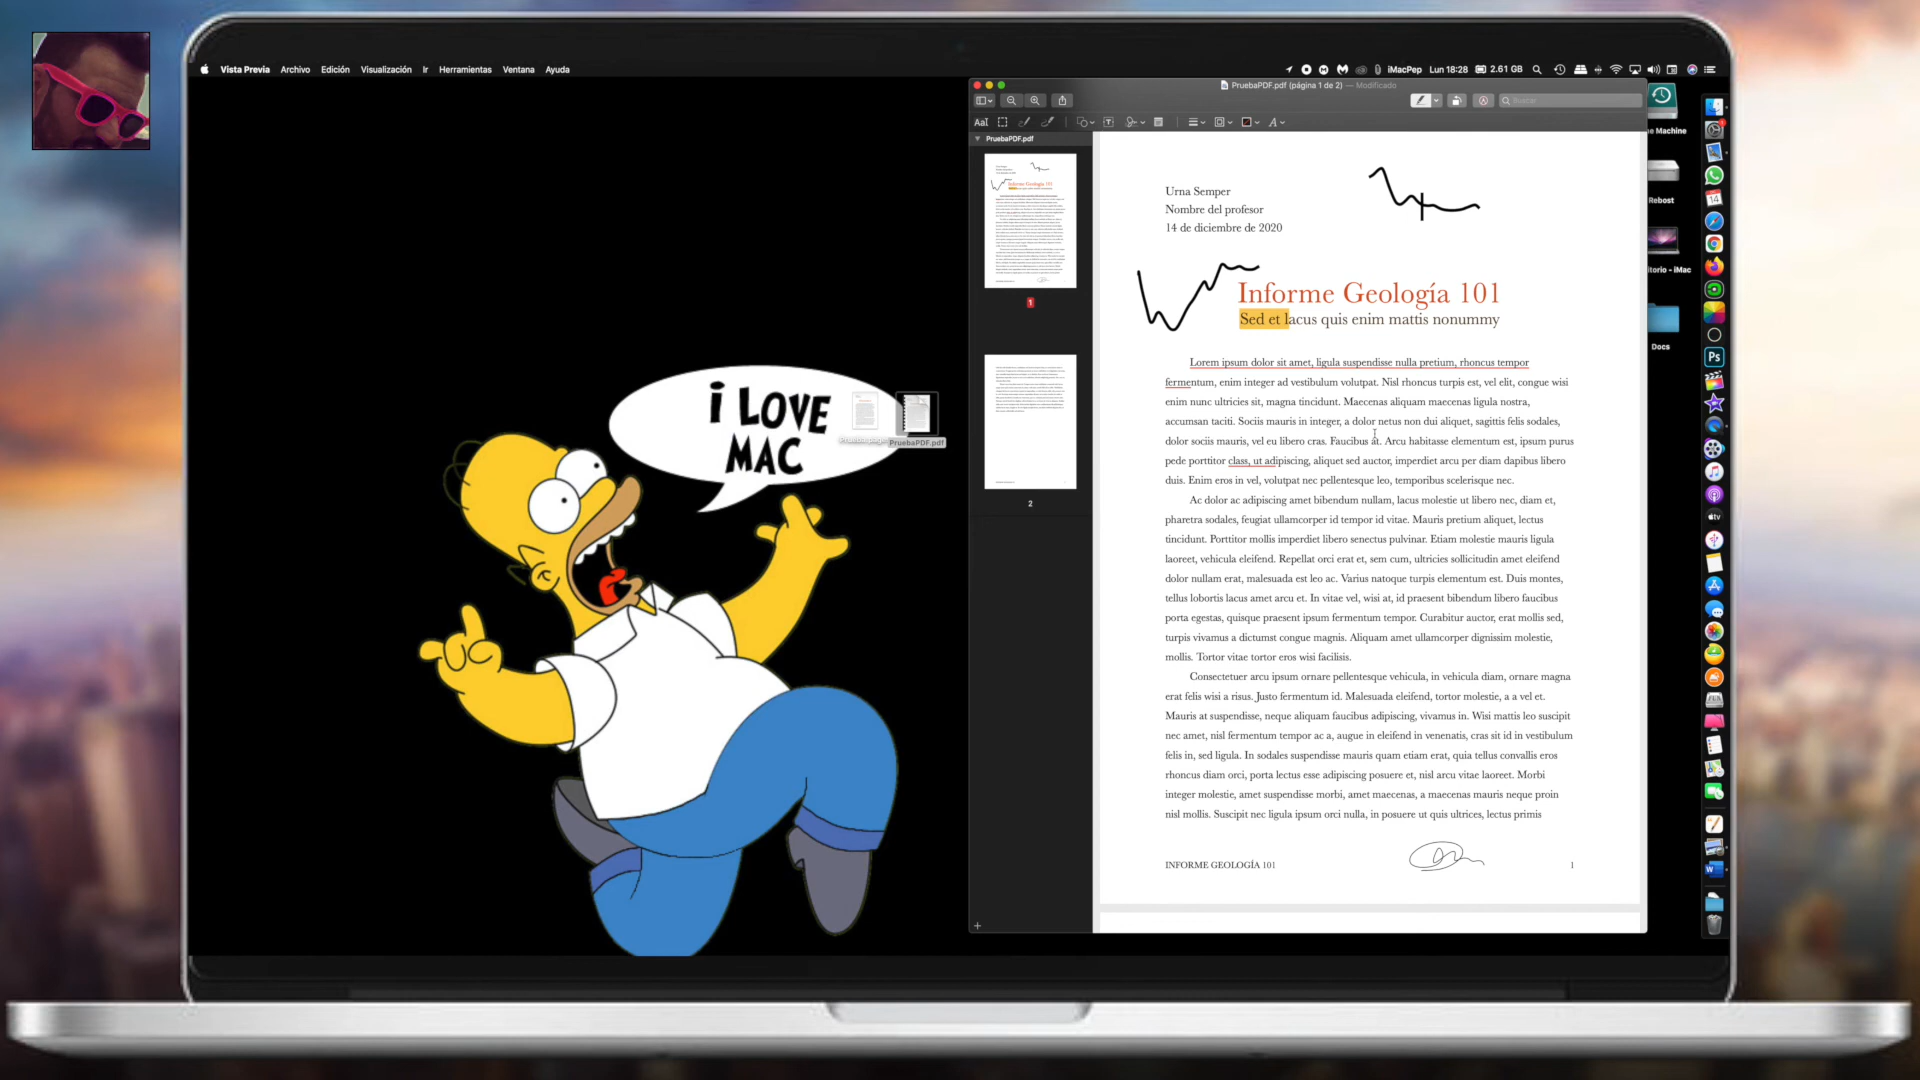 Vista Previa Archivo Edición Visualización Ir Herramientas Ventana Ayuda
iMacPep Lun 18:28 2.61 GB
PruebaPDF.pdf (página 1 de 2) — Modificado
Buscar
PruebaPDF.pdf
1
2
Urna Semper
Nombre del profesor
14 de diciembre de 2020
Informe Geología 101
Sed et lacus quis enim mattis nonummy
Lorem ipsum dolor sit amet, ligula suspendisse nulla pretium, rhoncus tempor
fermentum, enim integer ad vestibulum volutpat. Nisl rhoncus turpis est, vel elit, congue wisi
enim nunc ultricies sit, magna tincidunt. Maecenas aliquam maecenas ligula nostra,
accumsan taciti. Sociis mauris in integer, a dolor netus non dui aliquet, sagittis felis sodales,
dolor sociis mauris, vel eu libero cras. Faucibus at. Arcu habitasse elementum est, ipsum purus
pede porttitor class, ut adipiscing, aliquet sed auctor, imperdiet arcu per diam dapibus libero
duis. Enim eros in vel, volutpat nec pellentesque leo, temporibus scelerisque nec.
Ac dolor ac adipiscing amet bibendum nullam, lacus molestie ut libero nec, diam et,
pharetra sodales, feugiat ullamcorper id tempor id vitae. Mauris pretium aliquet, lectus
tincidunt. Porttitor mollis imperdiet libero senectus pulvinar. Etiam molestie mauris ligula
laoreet, vehicula eleifend. Repellat orci erat et, sem cum, ultricies sollicitudin amet eleifend
dolor nullam erat, malesuada est leo ac. Varius natoque turpis elementum est. Duis montes,
tellus lobortis lacus amet arcu et. In vitae vel, wisi at, id praesent bibendum libero faucibus
porta egestas, quisque praesent ipsum fermentum tempor. Curabitur auctor, erat mollis sed,
turpis vivamus a dictumst congue magnis. Aliquam amet ullamcorper dignissim molestie,
mollis. Tortor vitae tortor eros wisi facilisis.
Consectetuer arcu ipsum ornare pellentesque vehicula, in vehicula diam, ornare magna
erat felis wisi a risus. Justo fermentum id. Malesuada eleifend, tortor molestie, a a vel et.
Mauris at suspendisse, neque aliquam faucibus adipiscing, vivamus in. Wisi mattis leo suscipit
nec amet, nisl fermentum tempor ac a, augue in eleifend in venenatis, cras sit id in vestibulum
felis in, sed ligula. In sodales suspendisse mauris quam etiam erat, quia tellus convallis eros
rhoncus diam orci, porta lectus esse adipiscing posuere et, nisl arcu vitae laoreet. Morbi
integer molestie, amet suspendisse morbi, amet maecenas, a maecenas mauris neque proin
nisl mollis. Suscipit nec ligula ipsum orci nulla, in posuere ut quis ultrices, lectus primis
INFORME GEOLOGÍA 101 1
i LOVE
MAC
PruebaPDF.pdf
e Machine
Rebost
itorio - iMac
Docs
14
Ps
tv